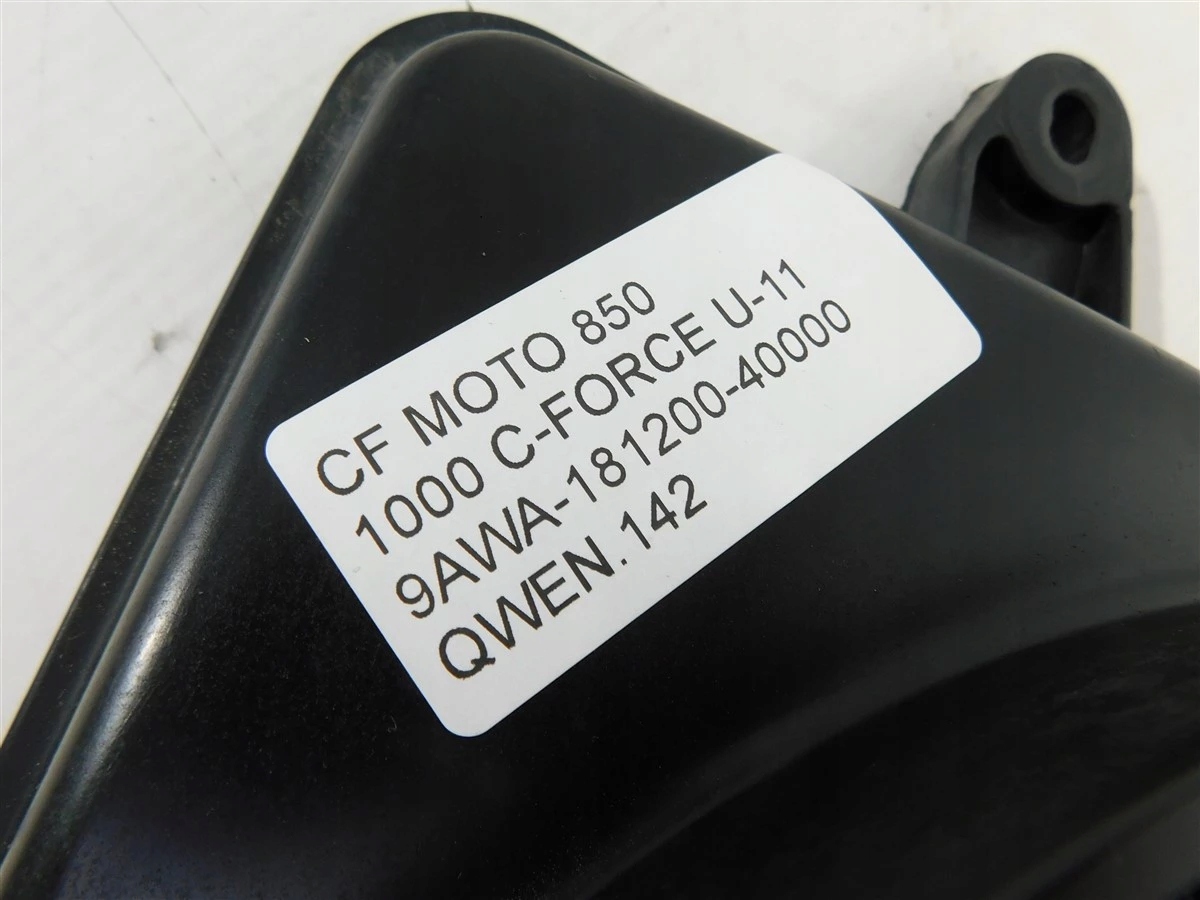 CF MOTO 850
1000 C-FORCE U-11
9AWA-181200-40000
QWEN.142